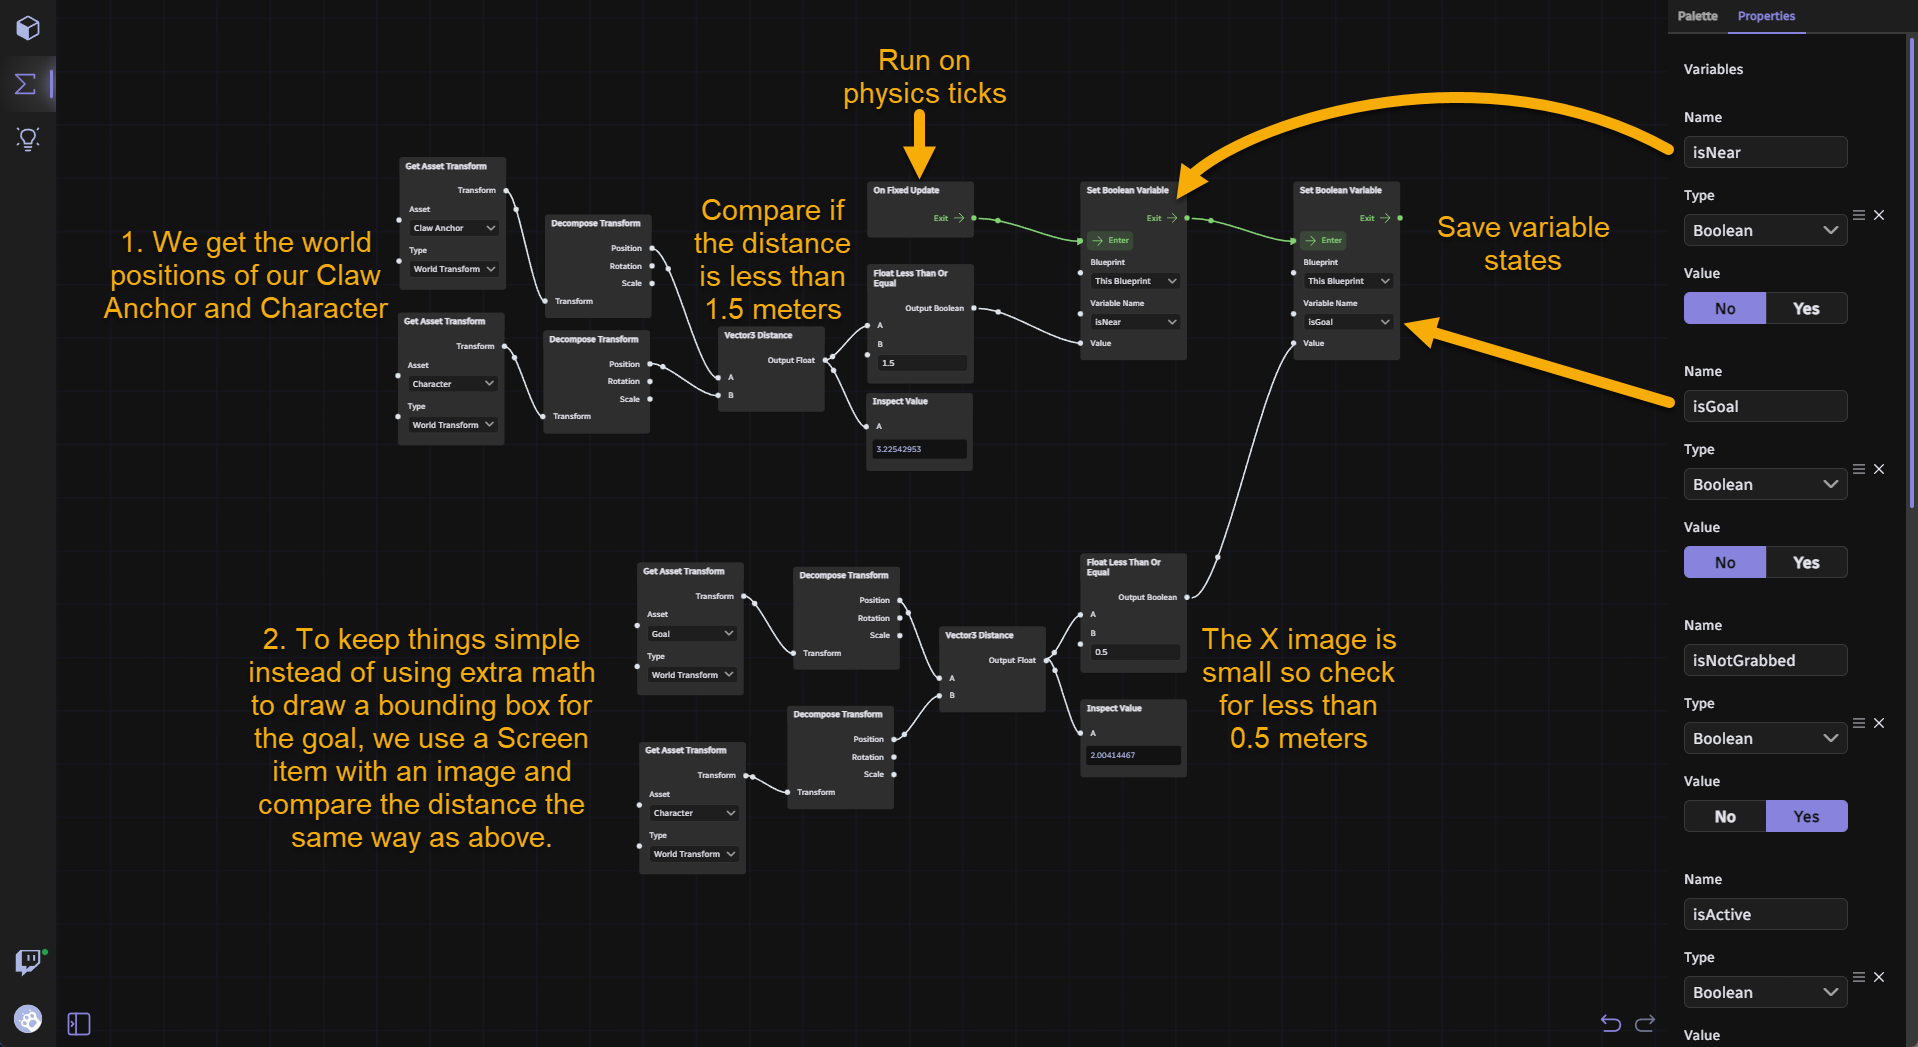 Palette
Properties
Variables
Name
isNear
Type
Boolean
Value
No
Yes
Name
isGoal
Type
Boolean
Value
No
Yes
Name
isNotGrabbed
Type
Boolean
Value
No
Yes
Name
isActive
Type
Boolean
Value
Run on
physics ticks
1. We get the world
positions of our Claw
Anchor and Character
Get Asset Transform
Transform
Asset
Claw Anchor
Type
World Transform
Get Asset Transform
Transform
Asset
Character
Type
World Transform
Decompose Transform
Position
Rotation
Scale
Transform
Decompose Transform
Position
Rotation
Scale
Transform
Compare if
the distance
is less than
1.5 meters
Vector3 Distance
Output Float
A
B
On Fixed Update
Exit
Float Less Than Or
Equal
Output Boolean
A
B
1.5
Inspect Value
A
3.22542953
Set Boolean Variable
Exit
Enter
Blueprint
This Blueprint
Variable Name
isNear
Value
Set Boolean Variable
Exit
Enter
Blueprint
This Blueprint
Variable Name
isGoal
Value
Save variable
states
2. To keep things simple
instead of using extra math
to draw a bounding box for
the goal, we use a Screen
item with an image and
compare the distance the
same way as above.
Get Asset Transform
Transform
Asset
Goal
Type
World Transform
Get Asset Transform
Transform
Asset
Character
Type
World Transform
Decompose Transform
Position
Rotation
Scale
Transform
Decompose Transform
Position
Rotation
Scale
Transform
Vector3 Distance
Output Float
A
B
Float Less Than Or
Equal
Output Boolean
A
B
0.5
Inspect Value
A
2.00414467
The X image is
small so check
for less than
0.5 meters